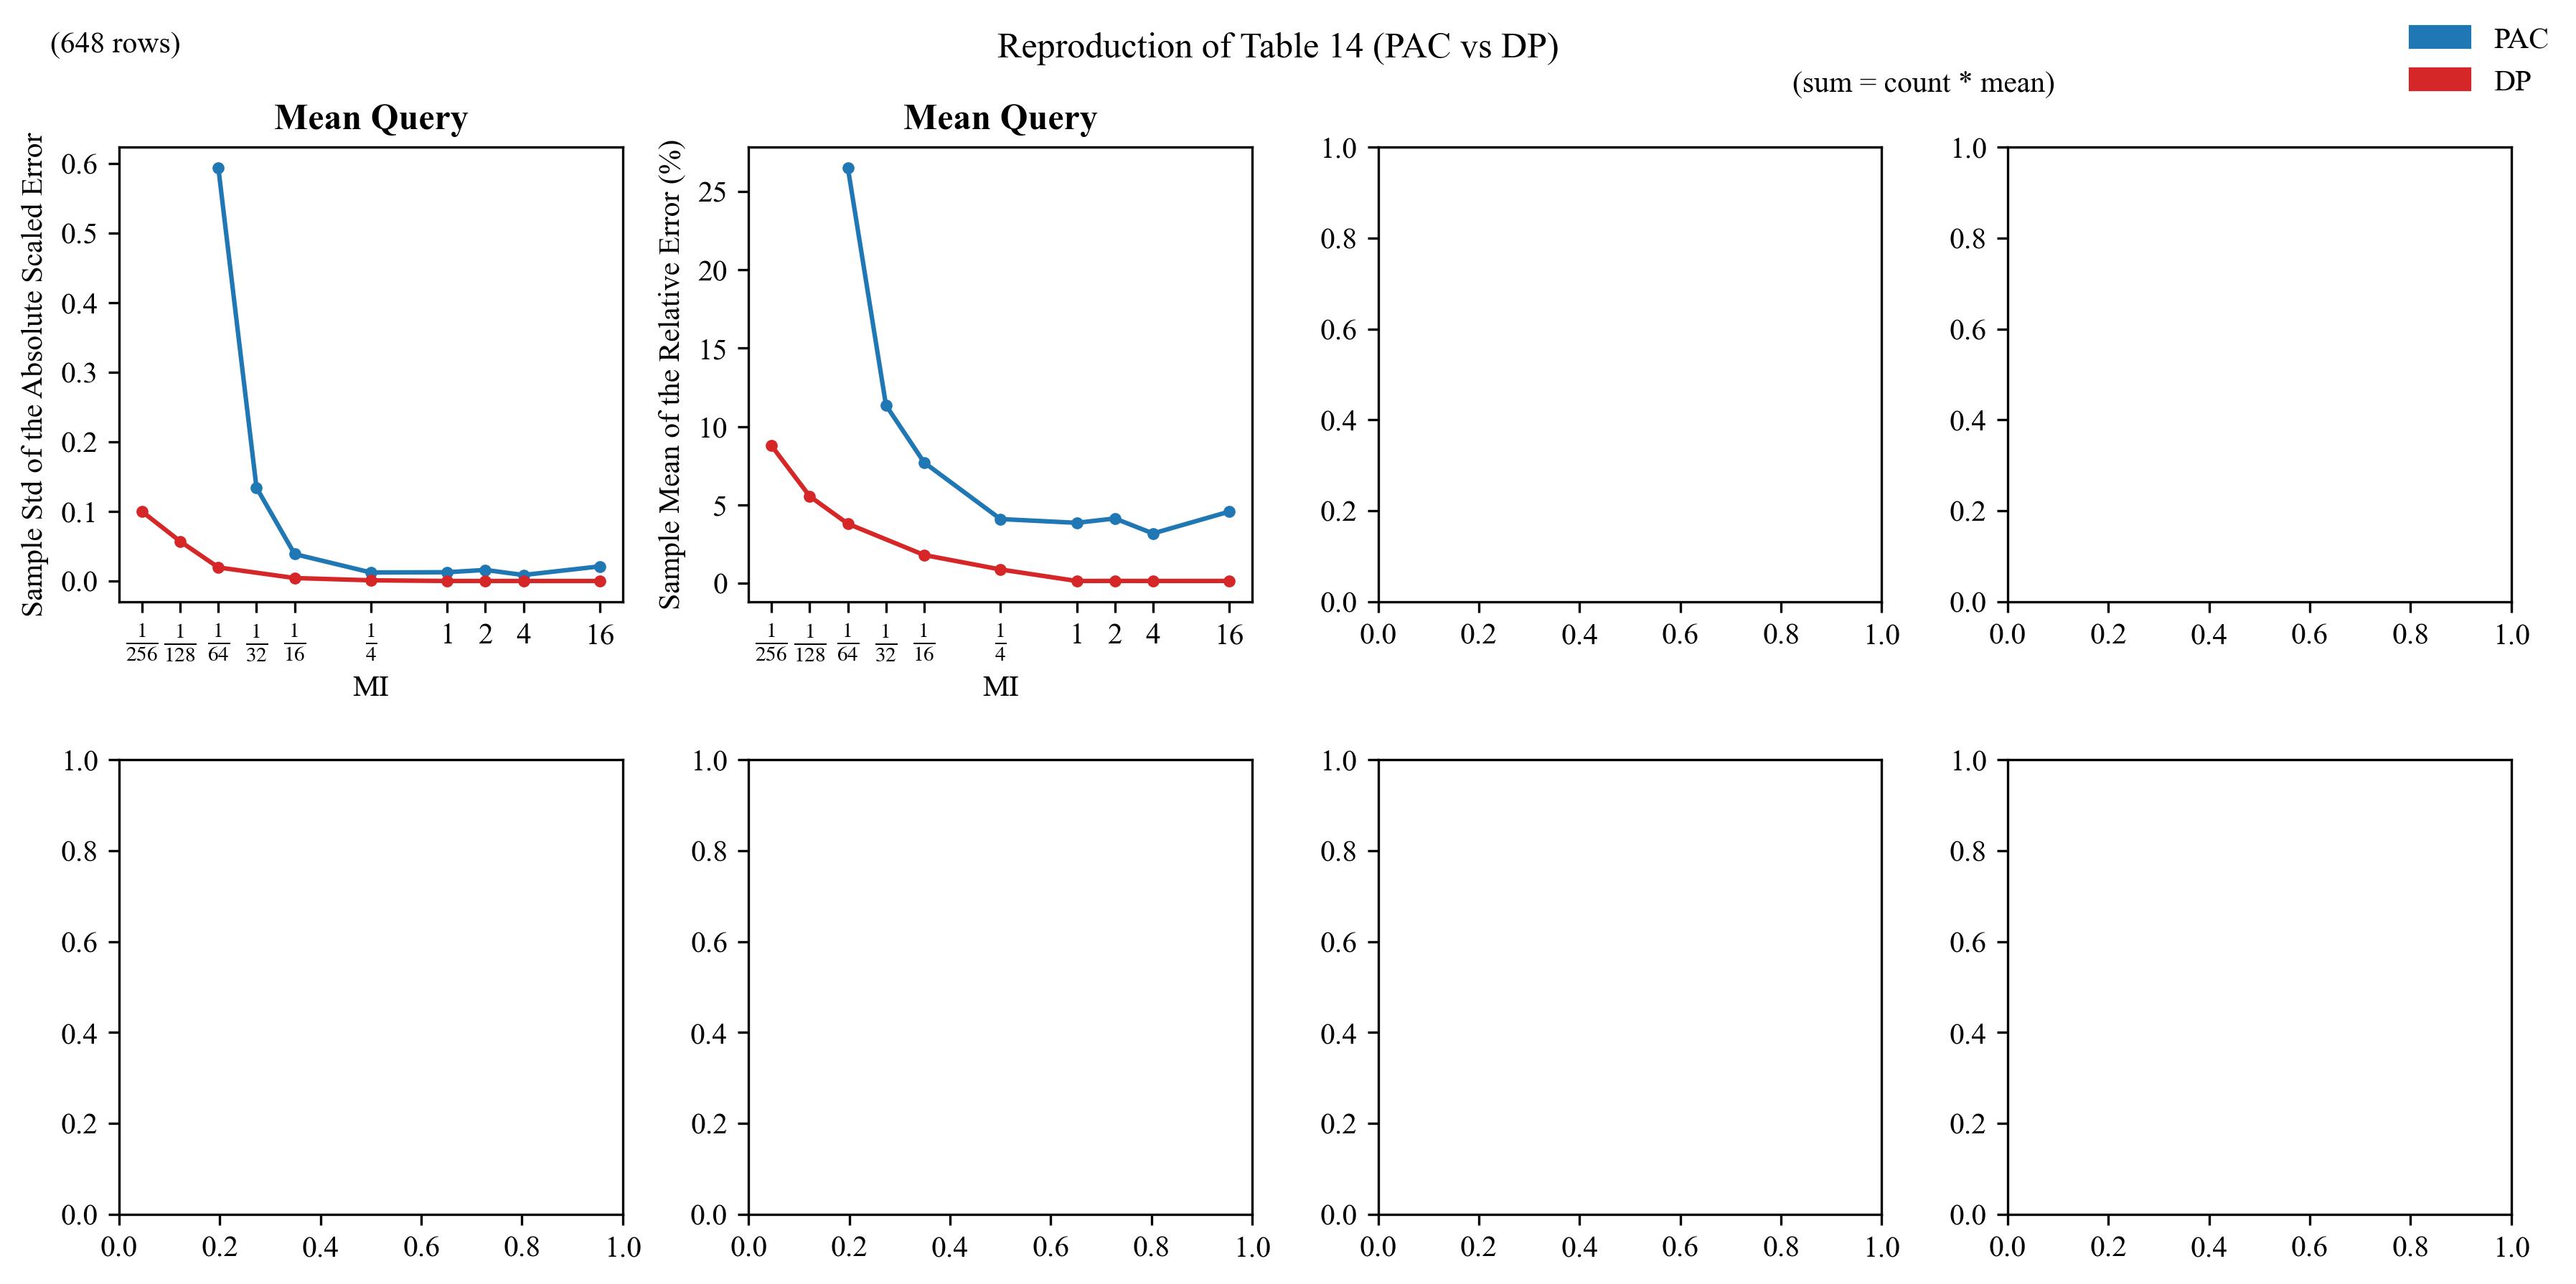 (648 rows)
Reproduction of Table 14 (PAC vs DP)
(sum = count * mean)
PAC
DP
Mean Query
Sample Std of the Absolute Scaled Error
0.6
0.5
0.4
0.3
0.2
0.1
0.0
1/256 1/128 1/64 1/32 1/16 1/4 1 2 4 16
MI
Mean Query
Sample Mean of the Relative Error (%)
25
20
15
10
5
0
1/256 1/128 1/64 1/32 1/16 1/4 1 2 4 16
MI
1.0
0.8
0.6
0.4
0.2
0.0
0.0 0.2 0.4 0.6 0.8 1.0
1.0
0.8
0.6
0.4
0.2
0.0
0.0 0.2 0.4 0.6 0.8 1.0
1.0
0.8
0.6
0.4
0.2
0.0
0.0 0.2 0.4 0.6 0.8 1.0
1.0
0.8
0.6
0.4
0.2
0.0
0.0 0.2 0.4 0.6 0.8 1.0
1.0
0.8
0.6
0.4
0.2
0.0
0.0 0.2 0.4 0.6 0.8 1.0
1.0
0.8
0.6
0.4
0.2
0.0
0.0 0.2 0.4 0.6 0.8 1.0